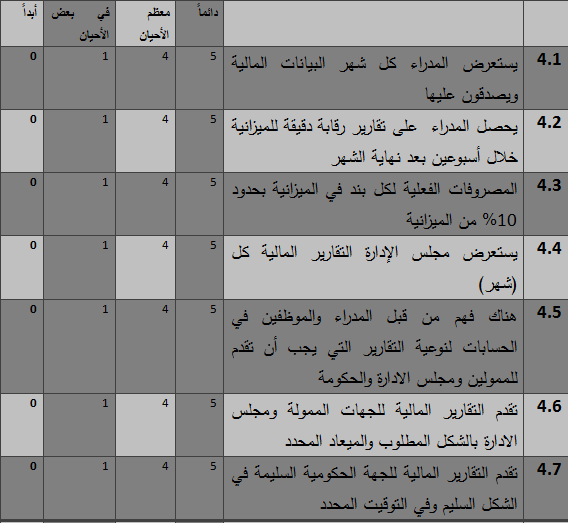 دائماً
معظم
الأحيان
في بعض
الأحيان
أبداً
4.1 يستعرض المدراء كل شهر البيانات المالية 5 4 1 0
ويصدقون عليها
4.2 يحصل المدراء على تقارير رقابة دقيقة للميزانية 5 4 1 0
خلال أسبوعين بعد نهاية الشهر
4.3 المصروفات الفعلية لكل بند في الميزانية بحدود 5 4 1 0
10% من الميزانية
4.4 يستعرض مجلس الإدارة التقارير المالية كل 5 4 1 0
(شهر)
4.5 هناك فهم من قبل المدراء والموظفين في 5 4 1 0
الحسابات لنوعية التقارير التي يجب أن تقدم
للممولين ومجلس الادارة والحكومة
4.6 تقدم التقارير المالية للجهات الممولة ومجلس 5 4 1 0
الادارة بالشكل المطلوب والميعاد المحدد
4.7 تقدم التقارير المالية للجهة الحكومية السليمة في 5 4 1 0
الشكل السليم وفي التوقيت المحدد